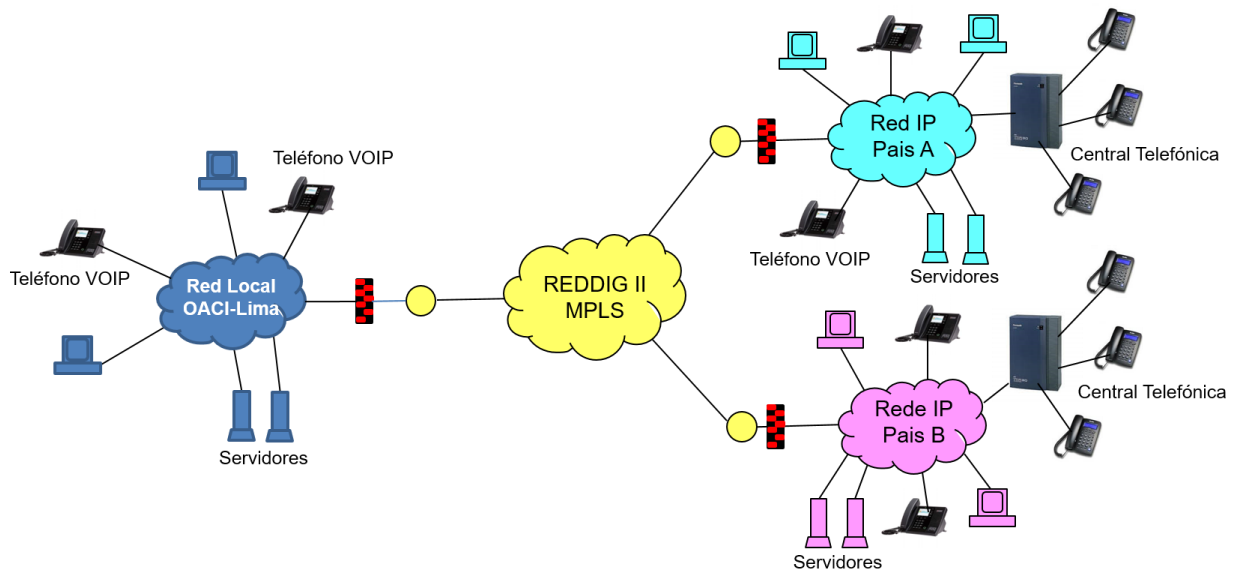 Teléfono VOIP
Teléfono VOIP
Red Local
OACI-Lima
Servidores
REDDIG II
MPLS
Red IP
Pais A
Central Telefónica
Teléfono VOIP
Servidores
Rede IP
Pais B
Central Telefónica
Servidores